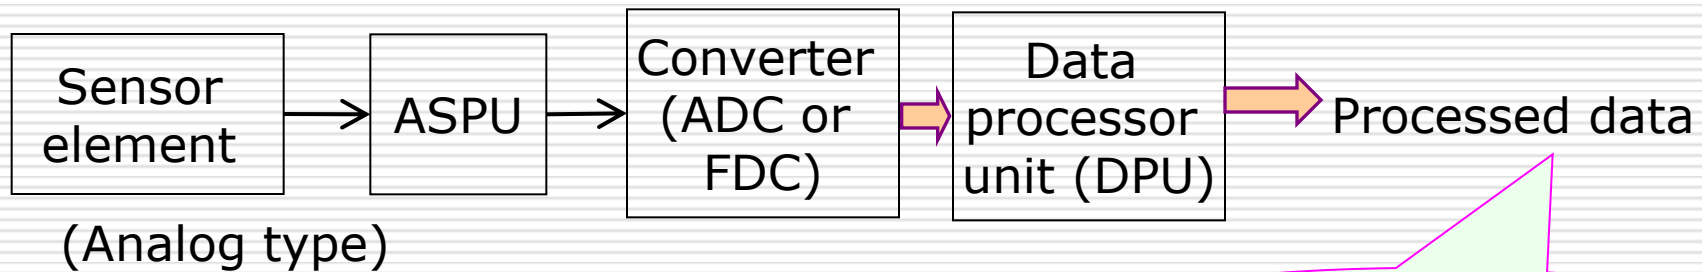 Sensor
element
ASPU
Converter
(ADC or
FDC)
Data
processor
unit (DPU)
Processed data
(Analog type)